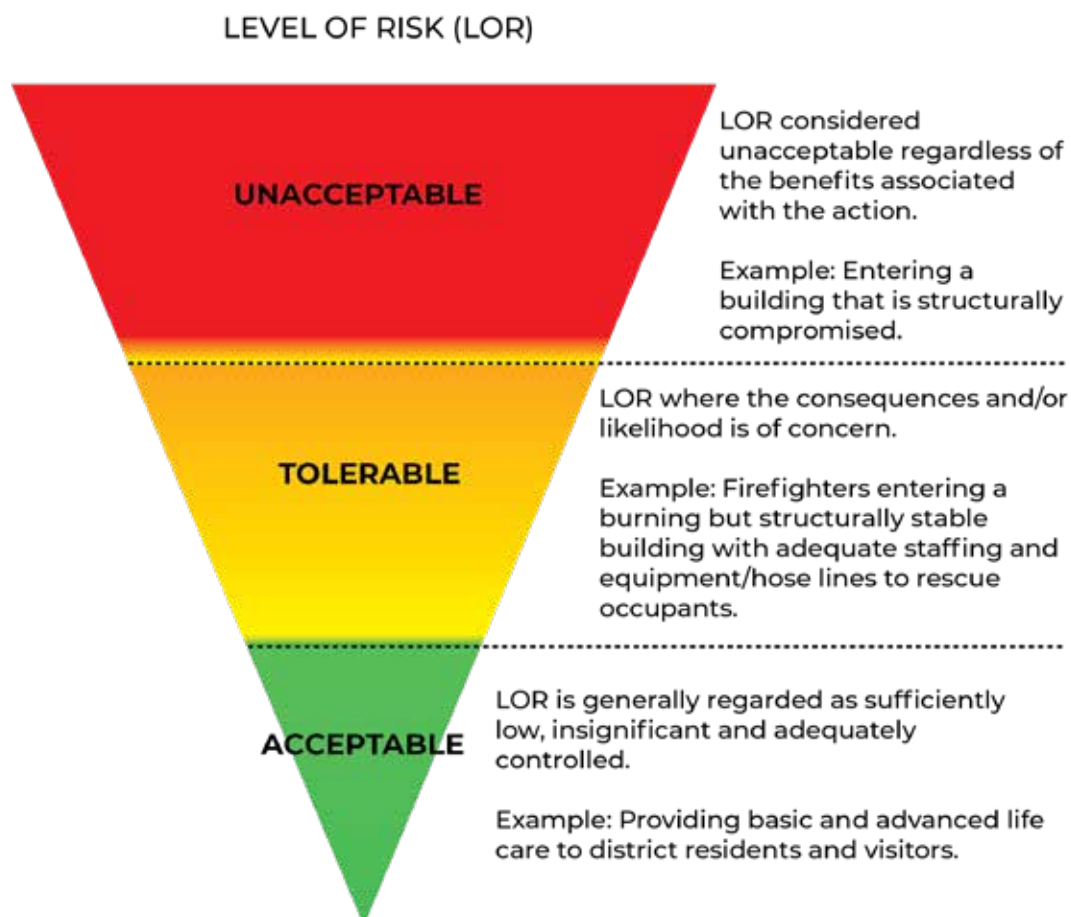 LEVEL OF RISK (LOR)
UNACCEPTABLE
LOR considered
unacceptable regardless of
the benefits associated
with the action.
Example: Entering a
building that is structurally
compromised.
TOLERABLE
LOR where the consequences and/or
likelihood is of concern.
Example: Firefighters entering a
burning but structurally stable
building with adequate staffing and
equipment/hose lines to rescue
occupants.
ACCEPTABLE
LOR is generally regarded as sufficiently
low, insignificant and adequately
controlled.
Example: Providing basic and advanced life
care to district residents and visitors.